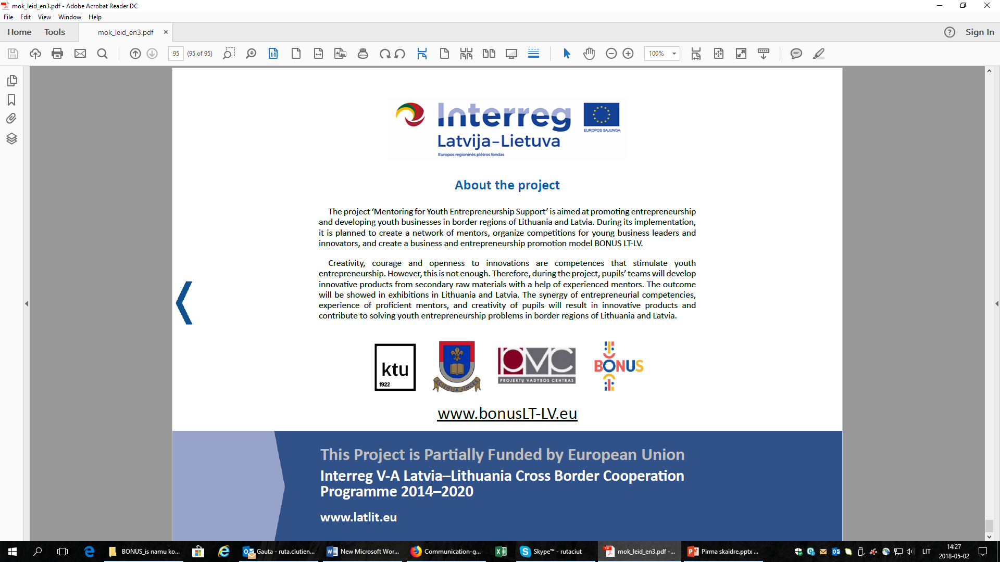 mok_leid_en3.pdf - Adobe Acrobat Reader DC
File Edit View Window Help
Home Tools mok_leid_en3.pdf × Sign In
95 (95 of 95) 100%
Interreg
Latvija–Lietuva
Europos regioninės plėtros fondas
EUROPOS SĄJUNGA
About the project
The project ‘Mentoring for Youth Entrepreneurship Support’ is aimed at promoting entrepreneurship
and developing youth businesses in border regions of Lithuania and Latvia. During its implementation,
it is planned to create a network of mentors, organize competitions for young business leaders and
innovators, and create a business and entrepreneurship promotion model BONUS LT-LV.
Creativity, courage and openness to innovations are competences that stimulate youth
entrepreneurship. However, this is not enough. Therefore, during the project, pupils’ teams will develop
innovative products from secondary raw materials with a help of experienced mentors. The outcome
will be showed in exhibitions in Lithuania and Latvia. The synergy of entrepreneurial competencies,
experience of proficient mentors, and creativity of pupils will result in innovative products and
contribute to solving youth entrepreneurship problems in border regions of Lithuania and Latvia.
ktu
1922
SCIENTIA VINCES
PVC
PROJEKTŲ VADYBOS CENTRAS
BONUS
www.bonusLT-LV.eu
This Project is Partially Funded by European Union
Interreg V-A Latvia–Lithuania Cross Border Cooperation
Programme 2014–2020
www.latlit.eu
BONUS_is namu ko...
Gauta - ruta.ciutien...
New Microsoft Wor...
Communication-g...
Skype™ - rutaciut
mok_leid_en3.pdf -...
Pirma skaidre.pptx ...
LIT
14:27
2018-05-02